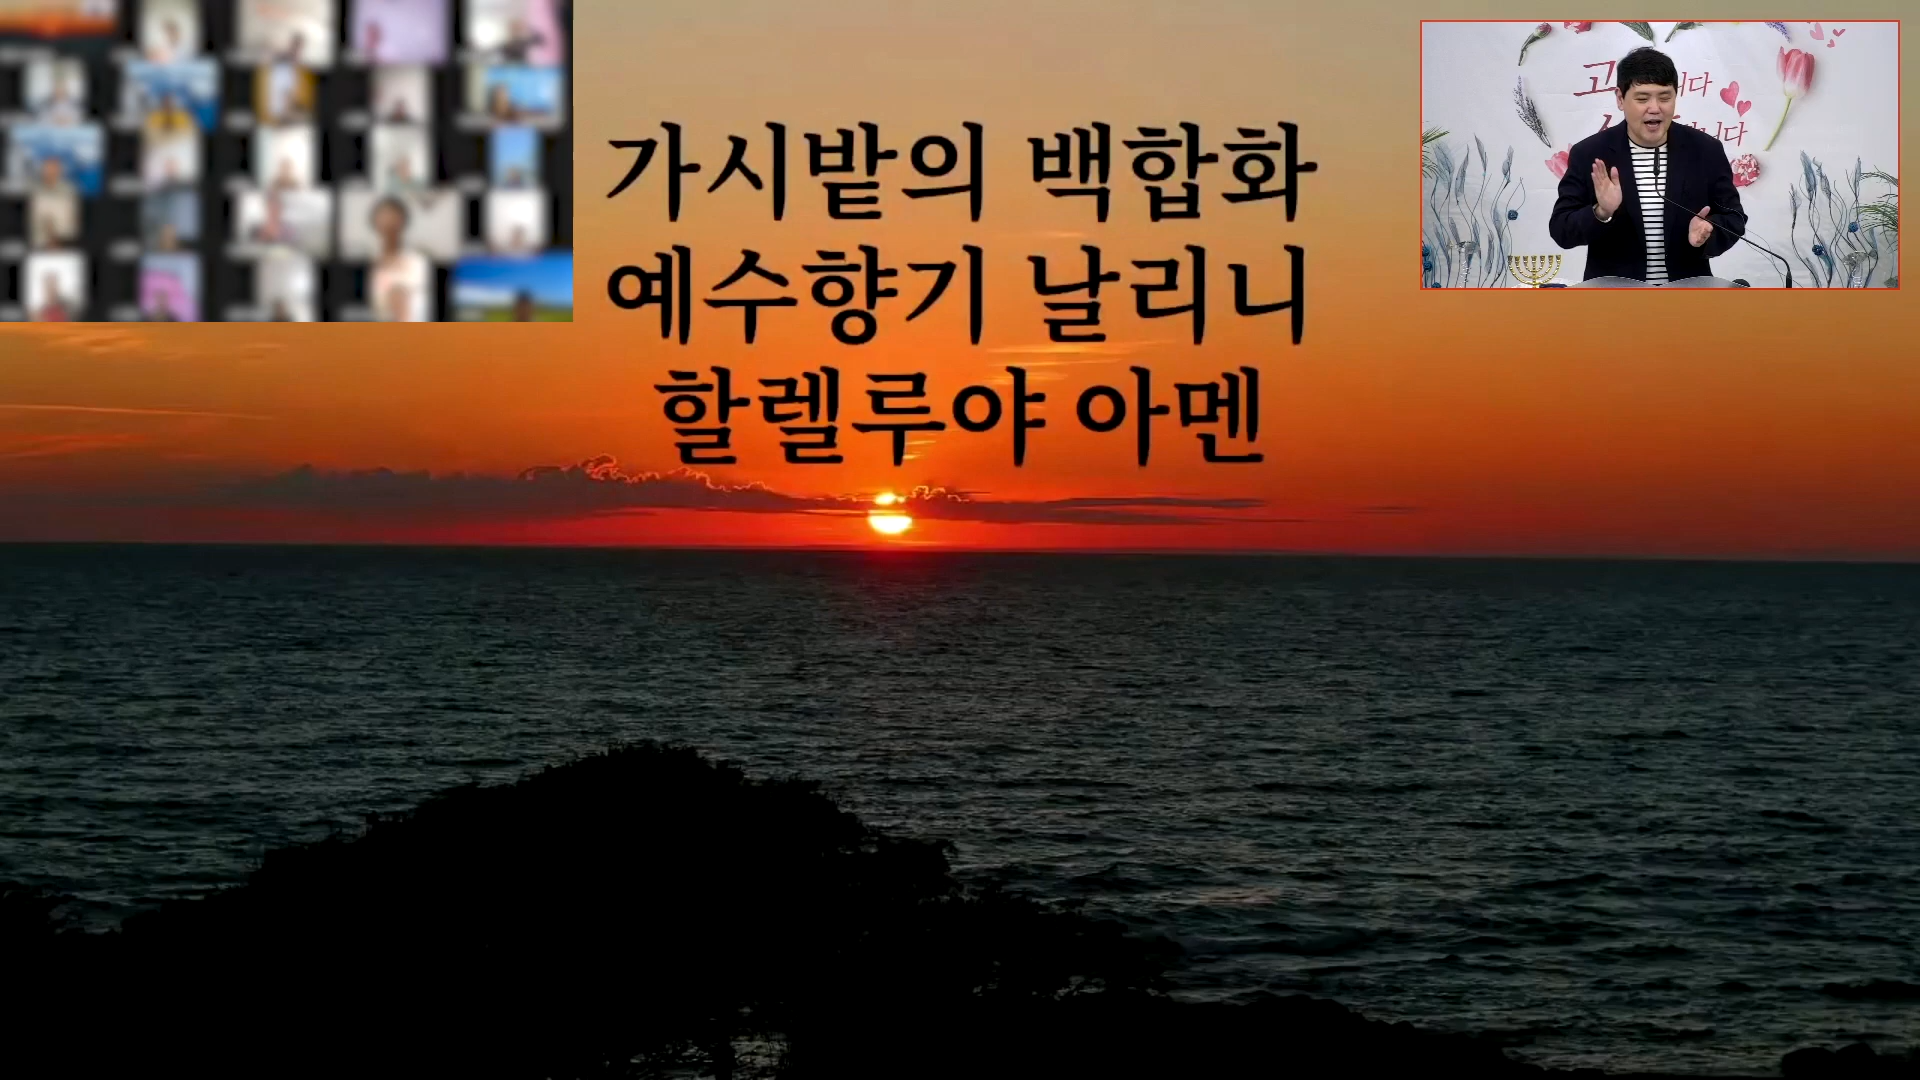 가시밭의 백합화
예수향기 날리니
할렐루야 아멘